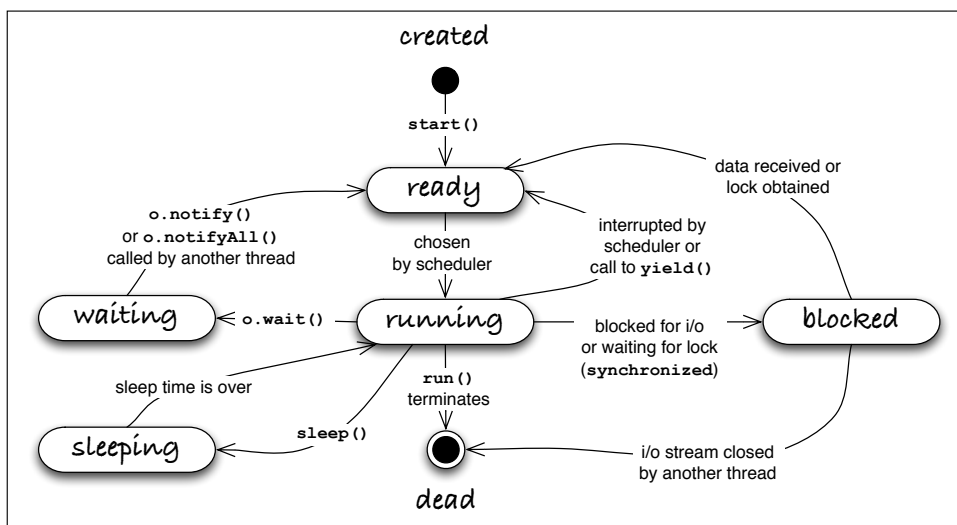 created
start()
data received or
lock obtained
ready
o.notify()
or o.notifyAll()
called by another thread
chosen
by scheduler
interrupted by
scheduler or
call to yield()
waiting
o.wait()
running
blocked for i/o
or waiting for lock
(synchronized)
blocked
sleep time is over
run()
terminates
sleeping
sleep()
i/o stream closed
by another thread
dead